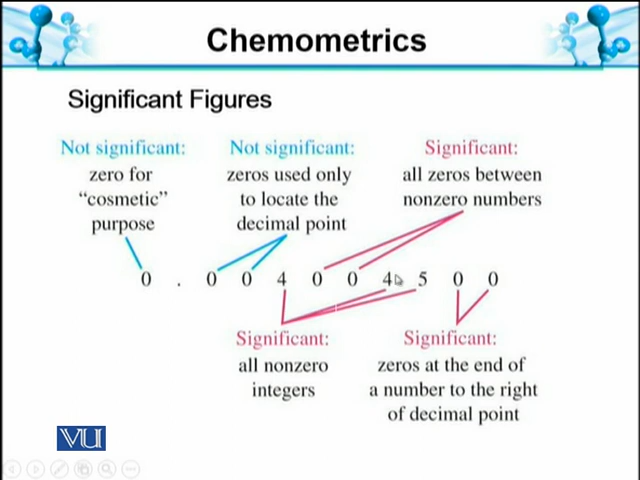 Chemometrics
Significant Figures
Not significant:
zero for
“cosmetic”
purpose
Not significant:
zeros used only
to locate the
decimal point
Significant:
all zeros between
nonzero numbers
0 . 0 0 4 0 0 4 5 0 0
Significant:
all nonzero
integers
Significant:
zeros at the end of
a number to the right
of decimal point
VU